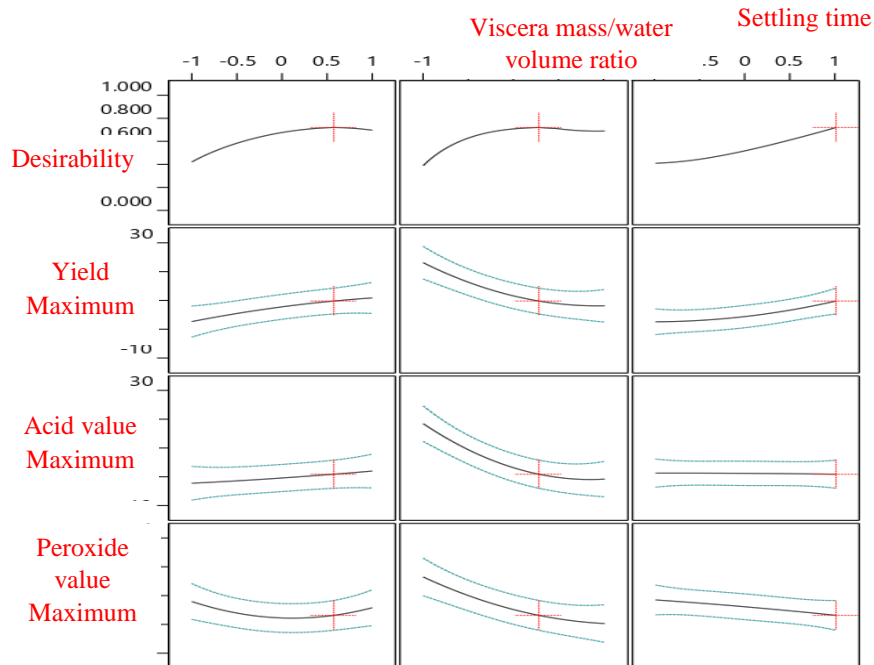 Viscera mass/water
volume ratio
Settling time
-1 -0.5 0 0.5 1
-1
.5 0 0.5 1
1.000
0.800
0.600
0.000
Desirability
30
Yield
Maximum
-10
30
Acid value
Maximum
Peroxide
value
Maximum